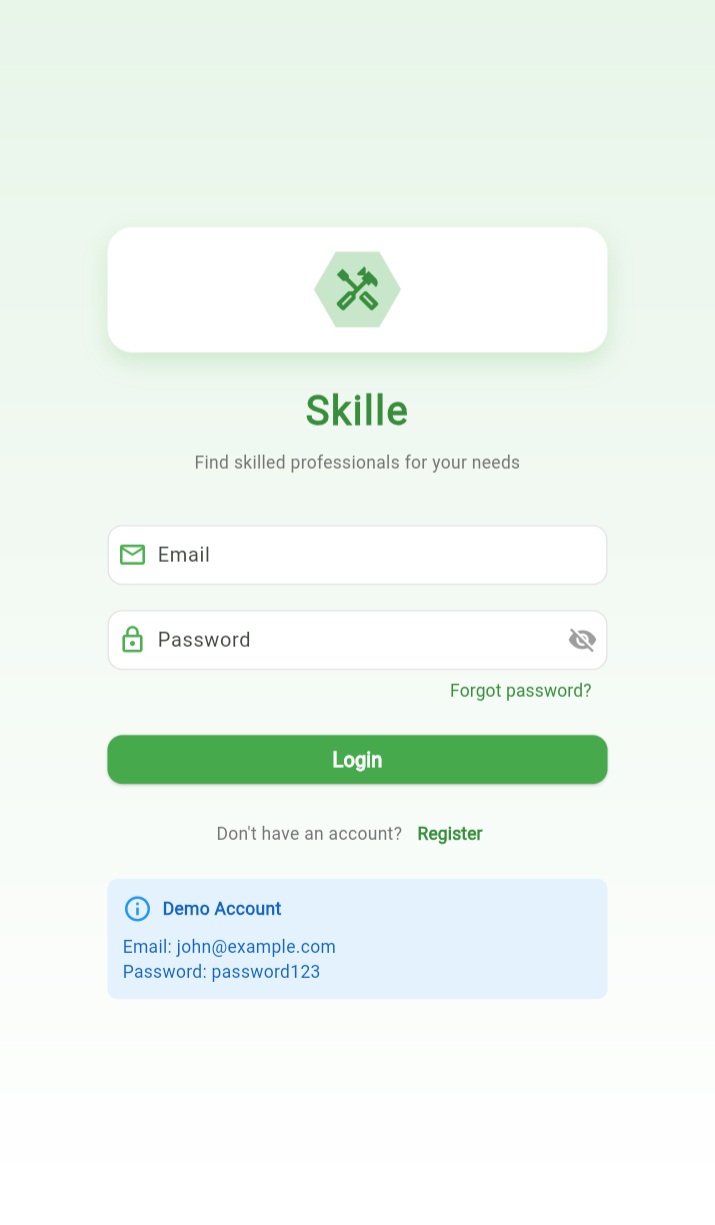 Skille
Find skilled professionals for your needs
Email
Password
Forgot password?
Login
Don't have an account? Register
Demo Account
Email: john@example.com
Password: password123